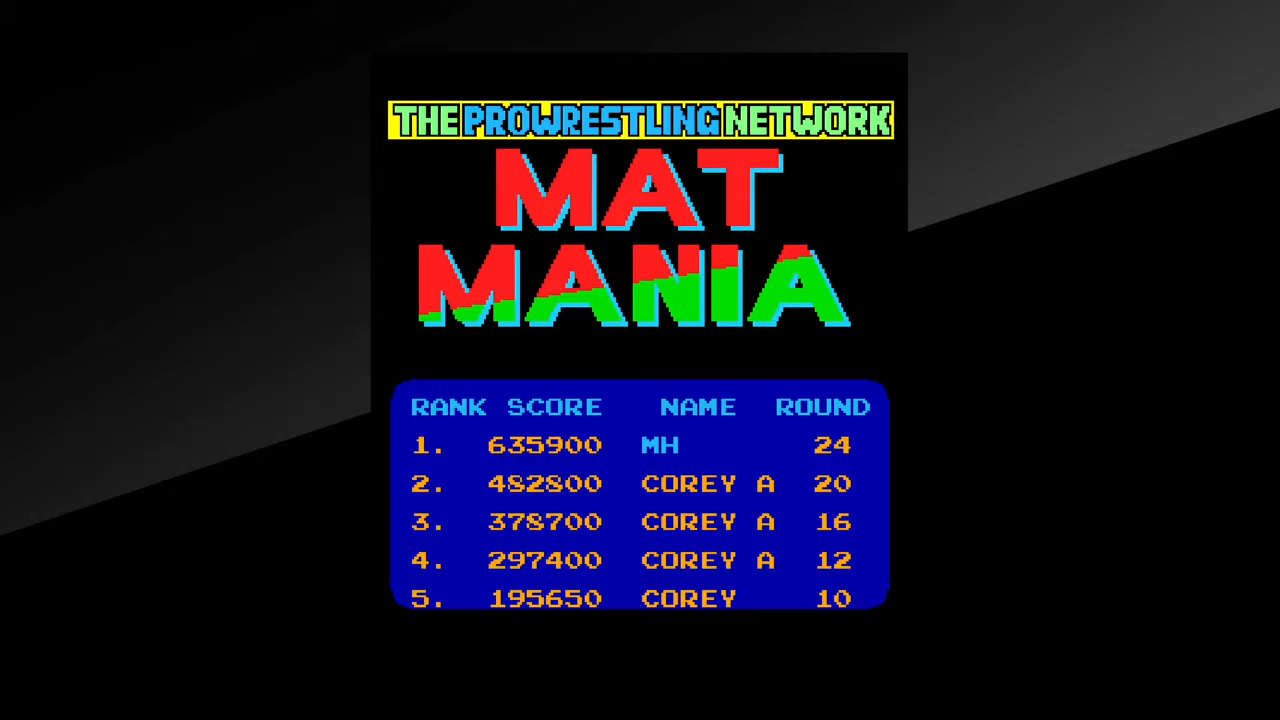 THE PROWRESTLING NETWORK
MAT
MANIA
RANK SCORE NAME ROUND
1. 635900 MH 24
2. 482800 COREY A 20
3. 378700 COREY A 16
4. 297400 COREY A 12
5. 195650 COREY 10